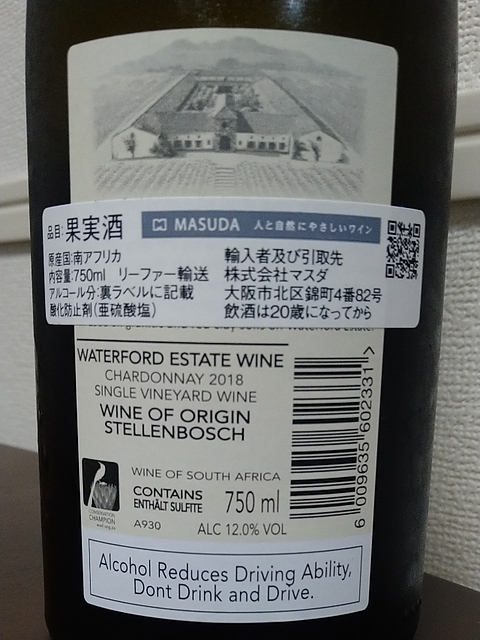 品目:果実酒
MASUDA 人と自然にやさしいワイン
原産国:南アフリカ
内容量:750ml リーファー輸送
アルコール分:裏ラベルに記載
酸化防止剤(亜硫酸塩)
輸入者及び引取先
株式会社マスダ
大阪市北区錦町4番82号
飲酒は20歳になってから
WATERFORD ESTATE WINE
CHARDONNAY 2018
SINGLE VINEYARD WINE
WINE OF ORIGIN
STELLENBOSCH
WINE OF SOUTH AFRICA
CONTAINS
ENTHÄLT SULFITE
750 ml
A930
ALC 12.0% VOL
CONSERVATION
CHAMPION
6 009635 602331 >
Alcohol Reduces Driving Ability,
Dont Drink and Drive.